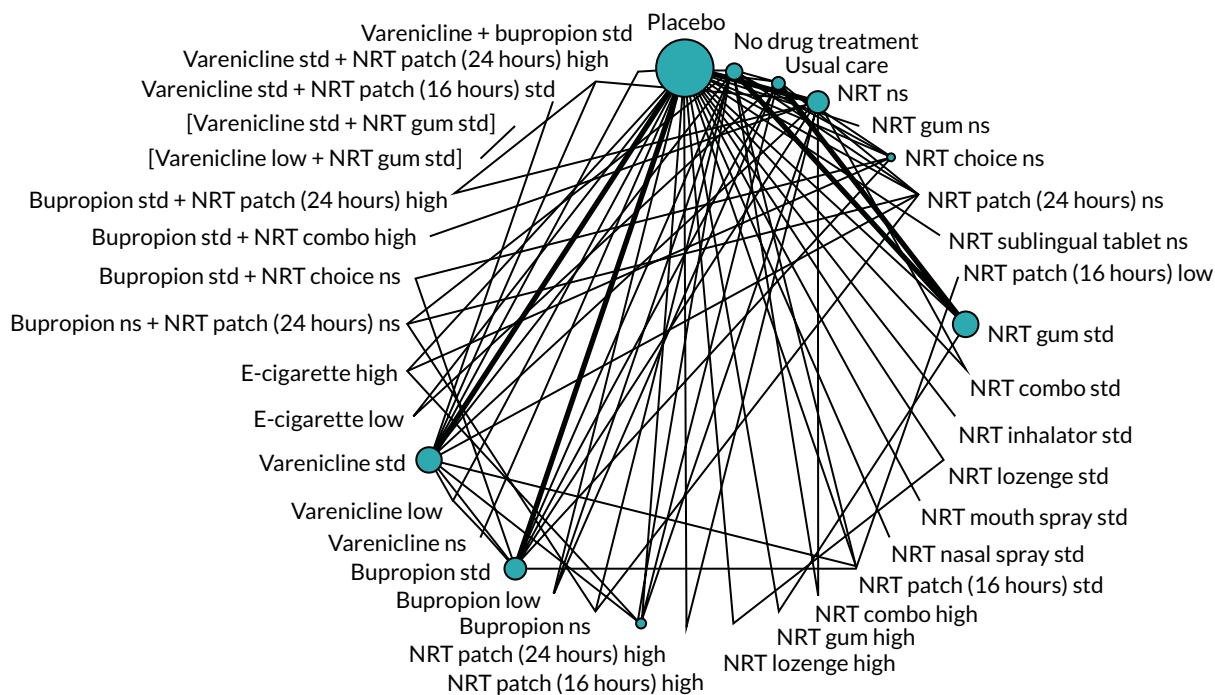 Placebo
No drug treatment
Usual care
NRT ns
NRT gum ns
NRT choice ns
NRT patch (24 hours) ns
NRT sublingual tablet ns
NRT patch (16 hours) low
NRT gum std
NRT combo std
NRT inhalator std
NRT lozenge std
NRT mouth spray std
NRT nasal spray std
NRT patch (16 hours) std
NRT combo high
NRT gum high
NRT lozenge high
NRT patch (16 hours) high
NRT patch (24 hours) high
Bupropion ns
Bupropion low
Bupropion std
Varenicline ns
Varenicline low
Varenicline std
E-cigarette low
E-cigarette high
Bupropion ns + NRT patch (24 hours) ns
Bupropion std + NRT choice ns
Bupropion std + NRT combo high
Bupropion std + NRT patch (24 hours) high
[Varenicline low + NRT gum std]
[Varenicline std + NRT gum std]
Varenicline std + NRT patch (16 hours) std
Varenicline std + NRT patch (24 hours) high
Varenicline + bupropion std